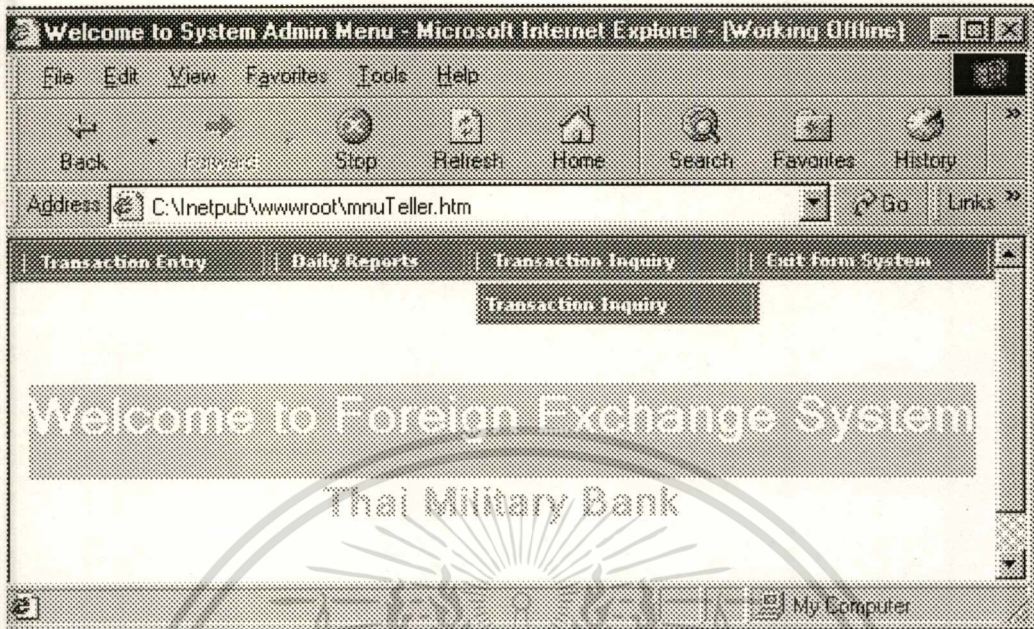 Welcome to System Admin Menu - Microsoft Internet Explorer - [Working Offline]
File Edit View Favorites Tools Help
Back Forward Stop Refresh Home Search Favorites History »
Address C:\Inetpub\wwwroot\mnuTeller.htm Go Links »
| Transaction Entry | Daily Reports | Transaction Inquiry | Exit form System
Transaction Inquiry
Welcome to Foreign Exchange System
Thai Military Bank
My Computer